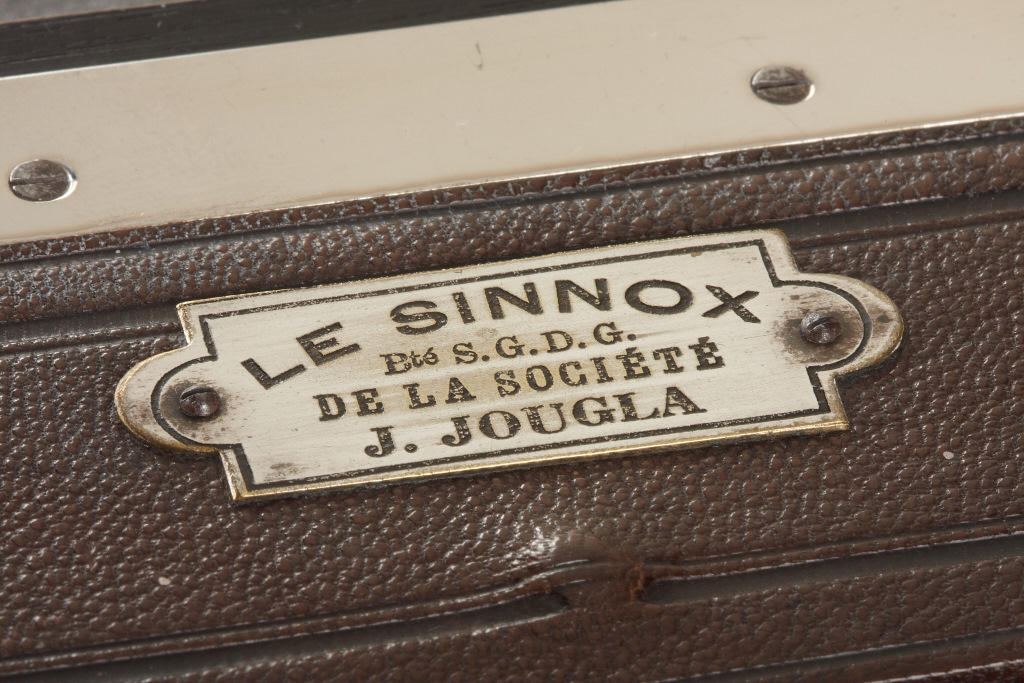 LE SINNOX
Bté S.G.D.G.
DE LA SOCIÉTÉ
J. JOUGLA